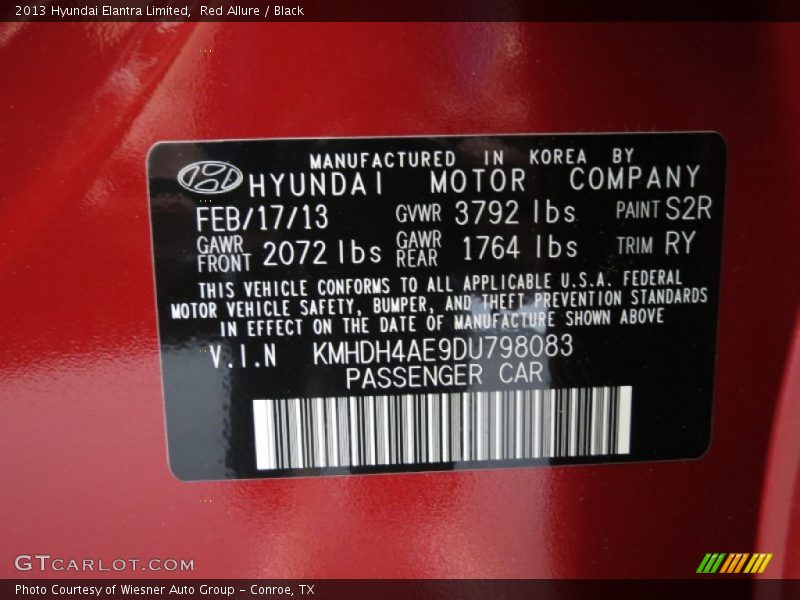 2013 Hyundai Elantra Limited,  Red Allure / Black
MANUFACTURED IN KOREA BY
HYUNDAI MOTOR COMPANY
FEB/17/13 GVWR 3792 lbs PAINT S2R
GAWR FRONT 2072 lbs GAWR REAR 1764 lbs TRIM RY
THIS VEHICLE CONFORMS TO ALL APPLICABLE U.S.A. FEDERAL
MOTOR VEHICLE SAFETY, BUMPER, AND THEFT PREVENTION STANDARDS
IN EFFECT ON THE DATE OF MANUFACTURE SHOWN ABOVE
V.I.N KMHDH4AE9DU798083
PASSENGER CAR
GTCARLOT.COM
Photo Courtesy of Wiesner Auto Group - Conroe, TX